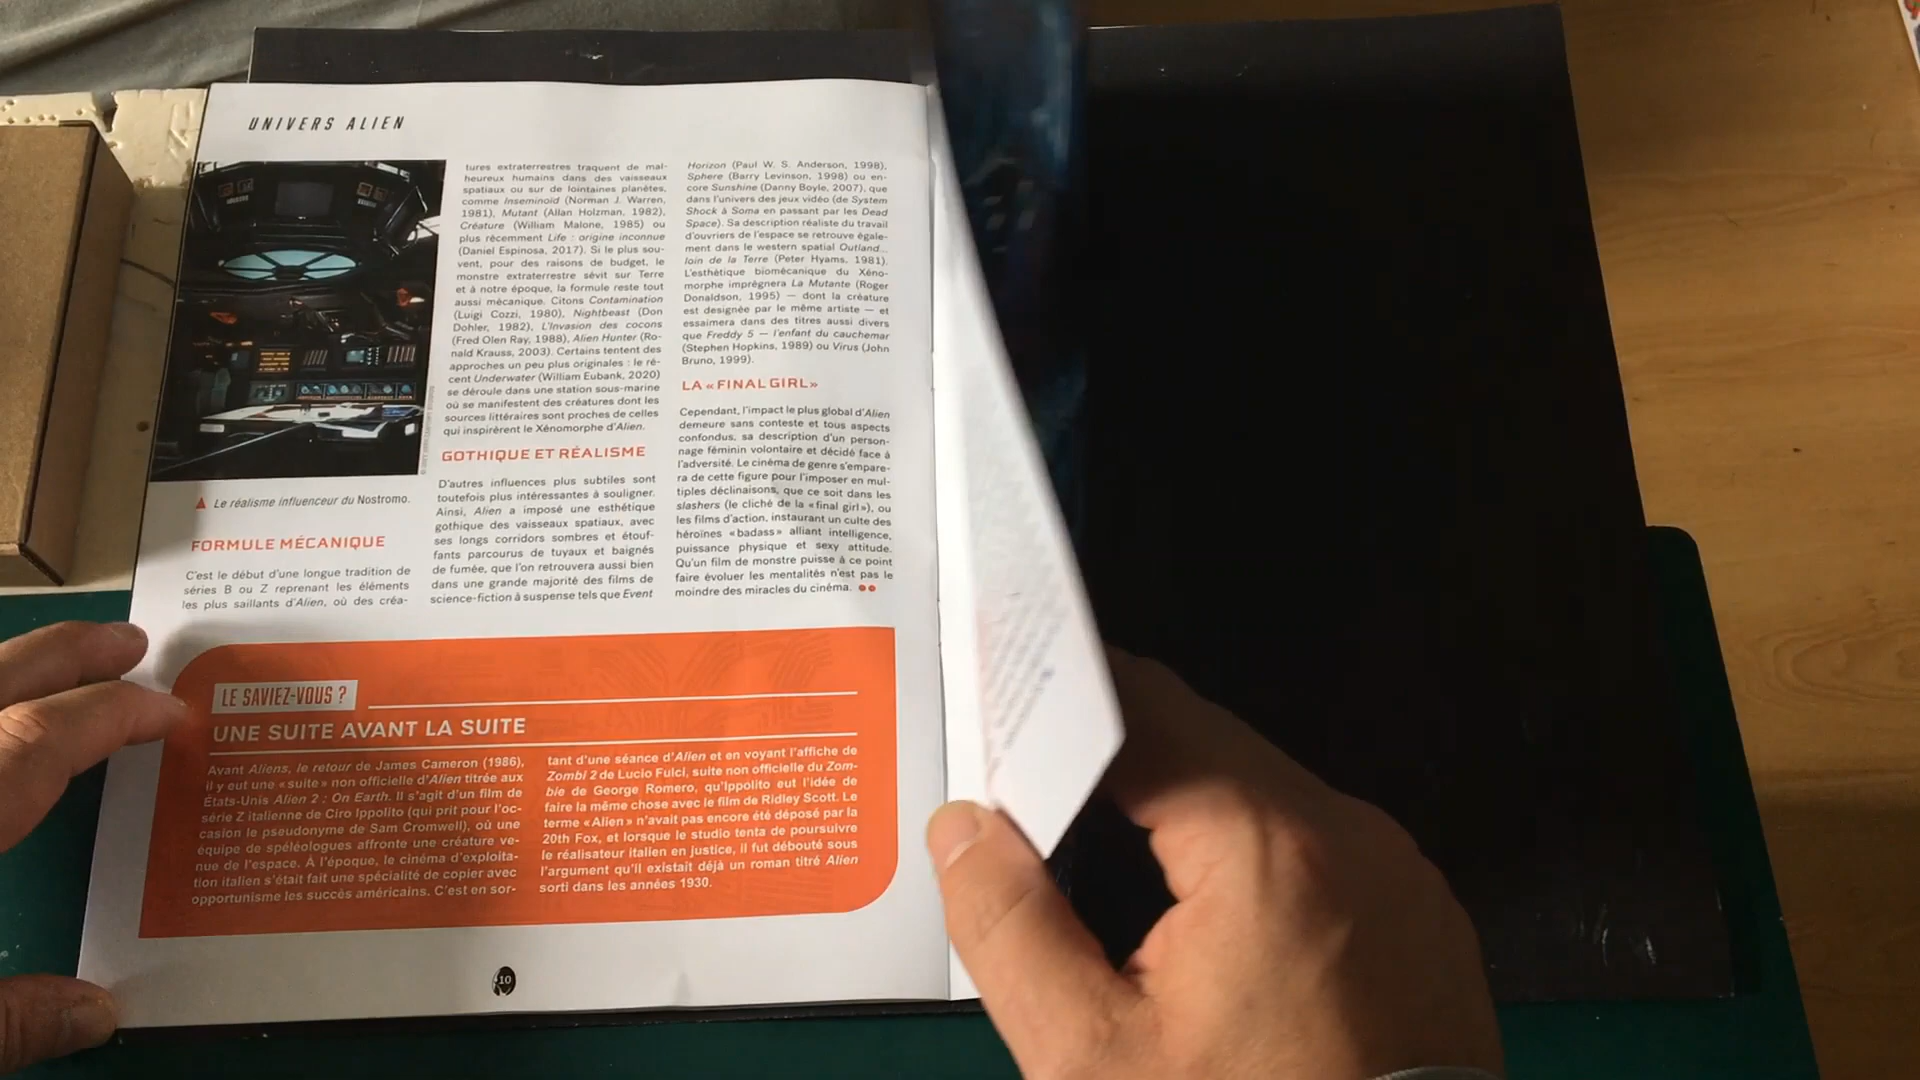 UNIVERS ALIEN
▲ Le réalisme influenceur du Nostromo.
FORMULE MÉCANIQUE
C'est le début d'une longue tradition de
séries B ou Z reprenant les éléments
les plus saillants d'Alien, où des créa-
tures extraterrestres traquent de mal-
heureux humains dans des vaisseaux
spatiaux ou sur de lointaines planètes,
comme Inseminoid (Norman J. Warren,
1981), Mutant (Allan Holzman, 1982),
Créature (William Malone, 1985) ou
plus récemment Life : origine inconnue
(Daniel Espinosa, 2017). Si le plus sou-
vent, pour des raisons de budget, le
monstre extraterrestre sévit sur Terre
et à notre époque, la formule reste tout
aussi mécanique. Citons Contamination
(Luigi Cozzi, 1980), Nightbeast (Don
Dohler, 1982), L'Invasion des cocons
(Fred Olen Ray, 1988), Alien Hunter (Ro-
nald Krauss, 2003). Certains tentent des
approches un peu plus originales : le ré-
cent Underwater (William Eubank, 2020)
se déroule dans une station sous-marine
où se manifestent des créatures dont les
sources littéraires sont proches de celles
qui inspirèrent le Xénomorphe d'Alien.
GOTHIQUE ET RÉALISME
D'autres influences plus subtiles sont
toutefois plus intéressantes à souligner.
Ainsi, Alien a imposé une esthétique
gothique des vaisseaux spatiaux, avec
ses longs corridors sombres et étouf-
fants parcourus de tuyaux et baignés
de fumée, que l'on retrouvera aussi bien
dans une grande majorité des films de
science-fiction à suspense tels que Event
Horizon (Paul W. S. Anderson, 1998),
Sphere (Barry Levinson, 1998) ou en-
core Sunshine (Danny Boyle, 2007), que
dans l'univers des jeux vidéo (de System
Shock à Soma en passant par les Dead
Space). Sa description réaliste du travail
d'ouvriers de l'espace se retrouve égale-
ment dans le western spatial Outland...
loin de la Terre (Peter Hyams, 1981).
L'esthétique biomécanique du Xéno-
morphe imprègnera La Mutante (Roger
Donaldson, 1995) — dont la créature
est designée par le même artiste — et
essaimera dans des titres aussi divers
que Freddy 5 — l'enfant du cauchemar
(Stephen Hopkins, 1989) ou Virus (John
Bruno, 1999).
LA « FINAL GIRL »
Cependant, l'impact le plus global d'Alien
demeure sans conteste et tous aspects
confondus, sa description d'un person-
nage féminin volontaire et décidé face à
l'adversité. Le cinéma de genre s'empare-
ra de cette figure pour l'imposer en mul-
tiples déclinaisons, que ce soit dans les
slashers (le cliché de la « final girl »), ou
les films d'action, instaurant un culte des
héroïnes « badass » alliant intelligence,
puissance physique et sexy attitude.
Qu'un film de monstre puisse à ce point
faire évoluer les mentalités n'est pas le
moindre des miracles du cinéma.
LE SAVIEZ-VOUS ?
UNE SUITE AVANT LA SUITE
Avant Aliens, le retour de James Cameron (1986),
il y eut une « suite » non officielle d'Alien titrée aux
États-Unis Alien 2 : On Earth. Il s'agit d'un film de
série Z italienne de Ciro Ippolito (qui prit pour l'oc-
casion le pseudonyme de Sam Cromwell), où une
équipe de spéléologues affronte une créature ve-
nue de l'espace. À l'époque, le cinéma d'exploita-
tion italien s'était fait une spécialité de copier avec
opportunisme les succès américains. C'est en sor-
tant d'une séance d'Alien et en voyant l'affiche de
Zombi 2 de Lucio Fulci, suite non officielle du Zom-
bie de George Romero, qu'Ippolito eut l'idée de
faire la même chose avec le film de Ridley Scott. Le
terme « Alien » n'avait pas encore été déposé par la
20th Fox, et lorsque le studio tenta de poursuivre
le réalisateur italien en justice, il fut débouté sous
l'argument qu'il existait déjà un roman titré Alien
sorti dans les années 1930.
10